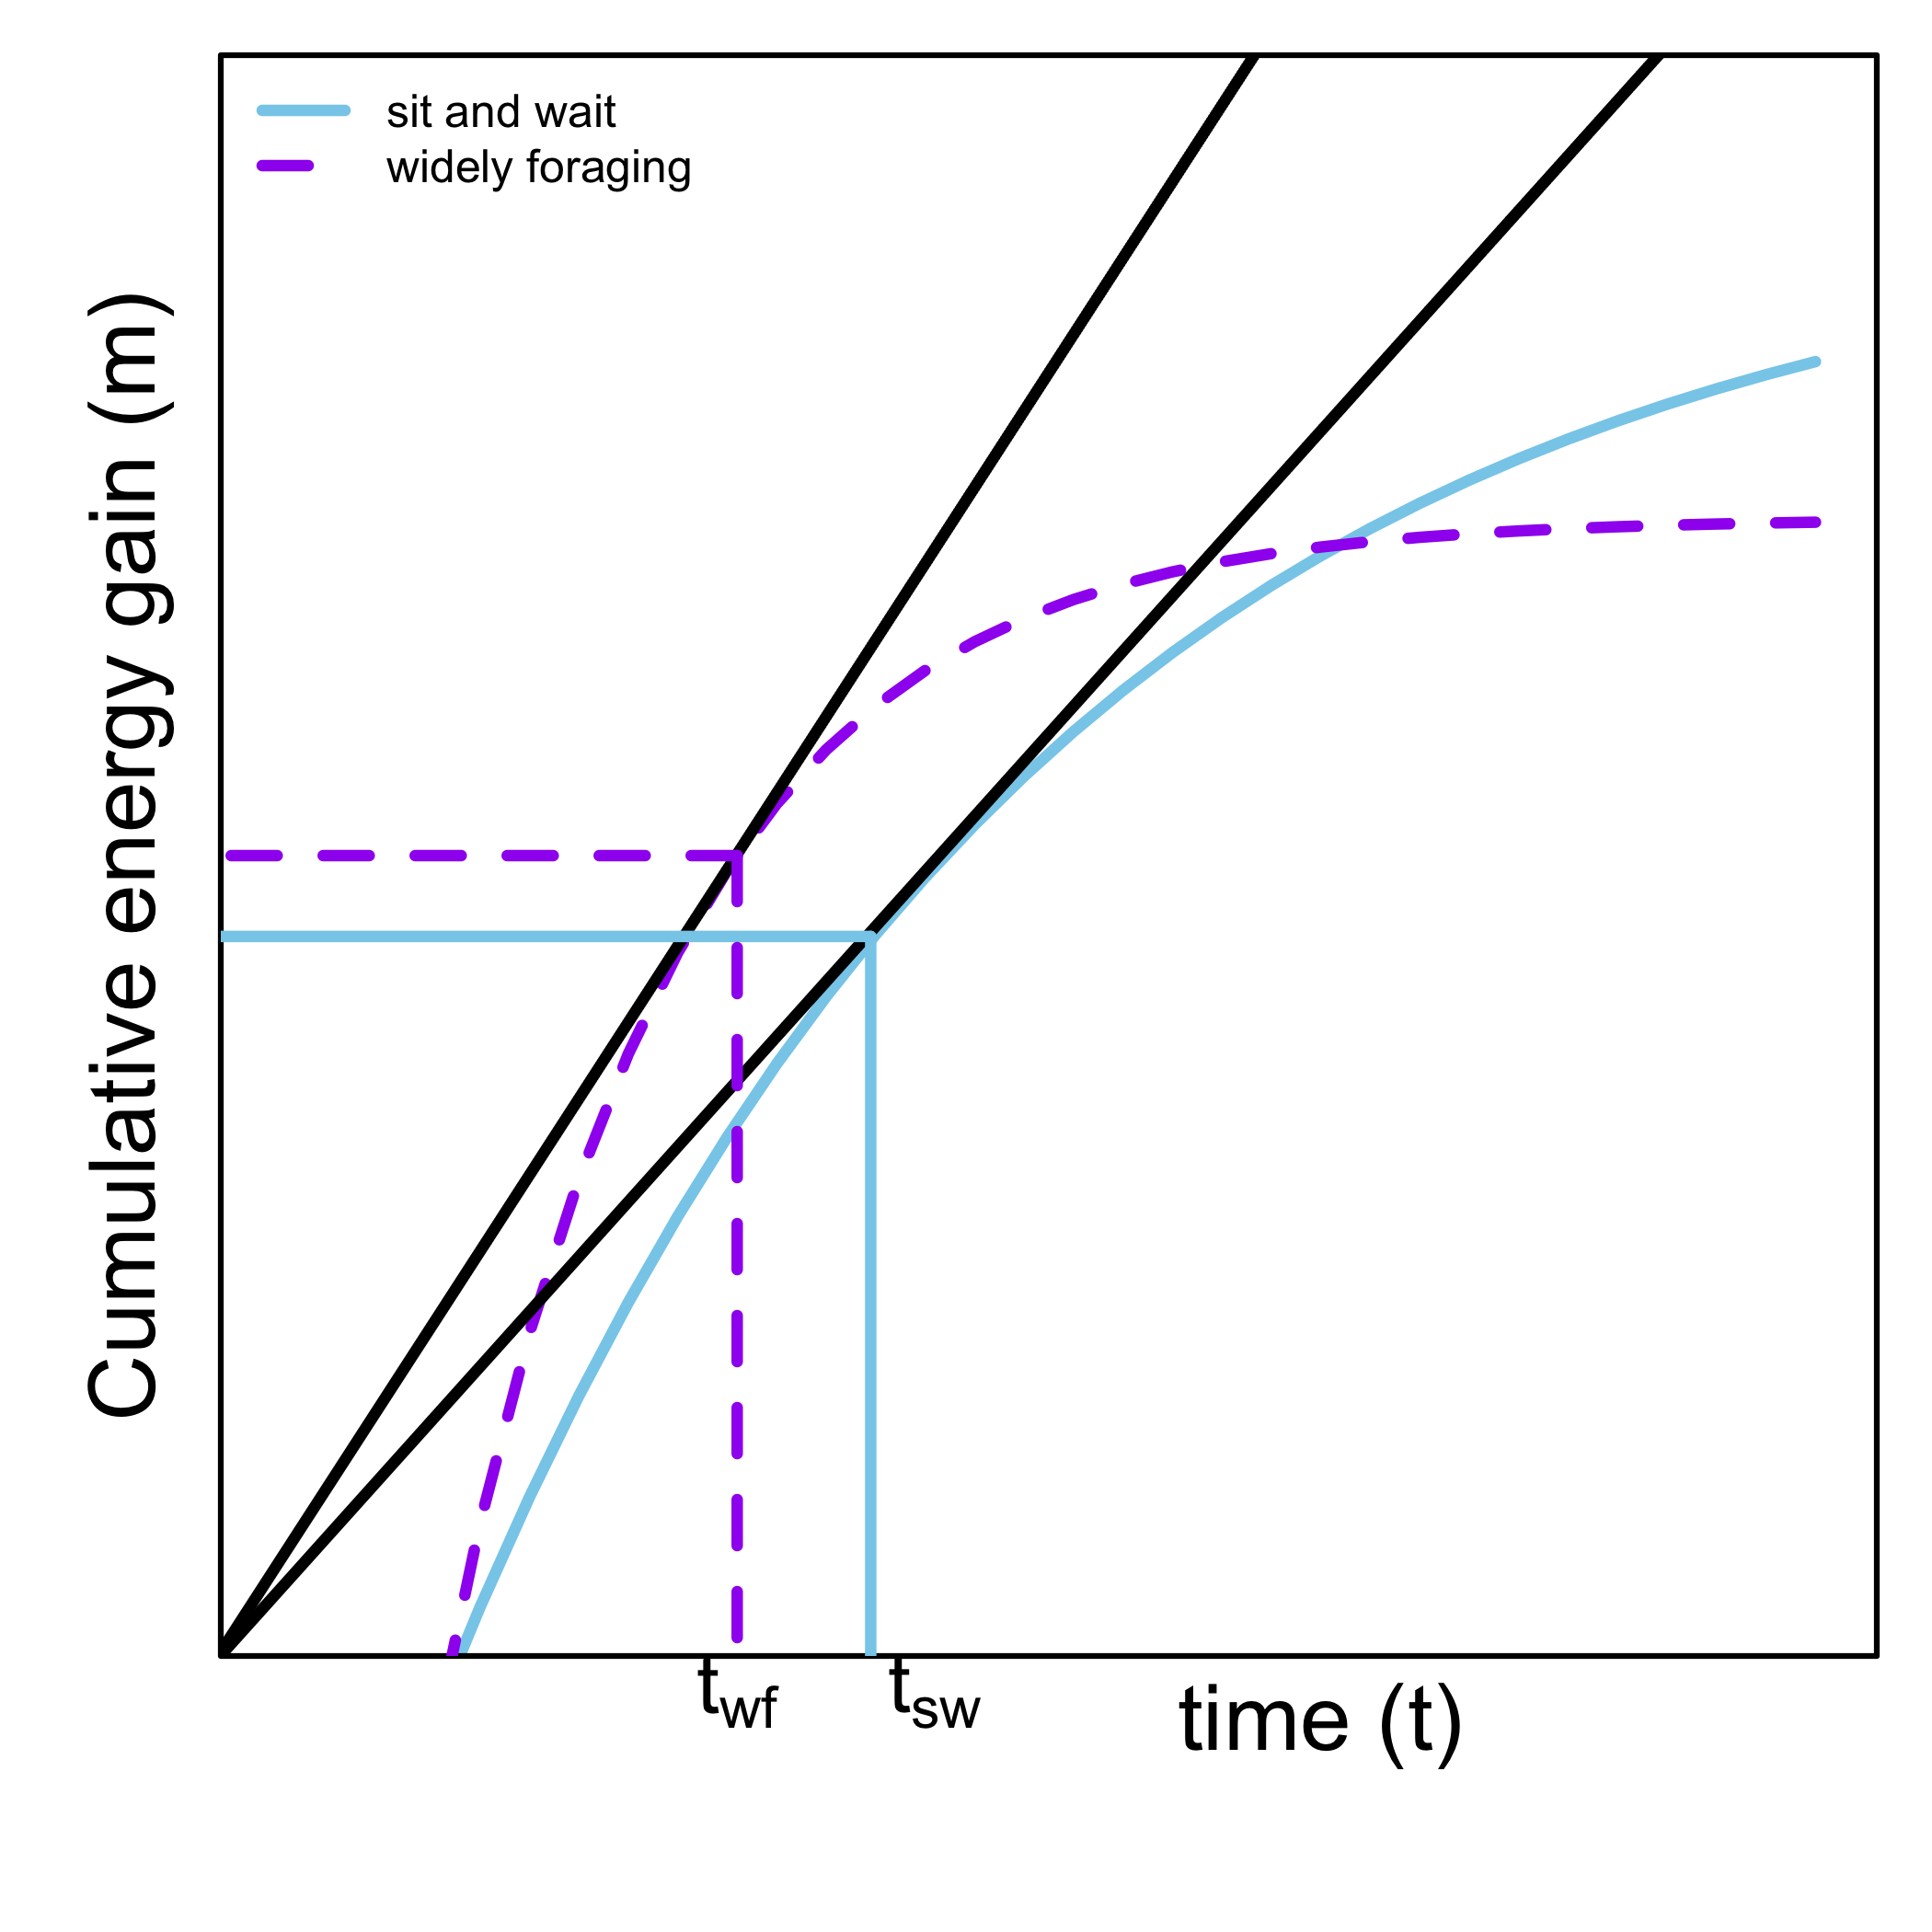 sit and wait
widely foraging
Cumulative energy gain (m)
twf
tsw
time (t)